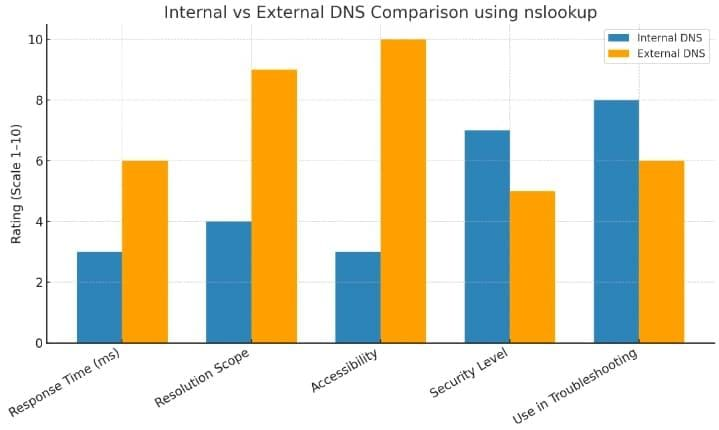 Internal vs External DNS Comparison using nslookup
Internal DNS
External DNS
Rating (Scale 1–10)
10
8
6
4
2
0
Response Time (ms)
Resolution Scope
Accessibility
Security Level
Use in Troubleshooting